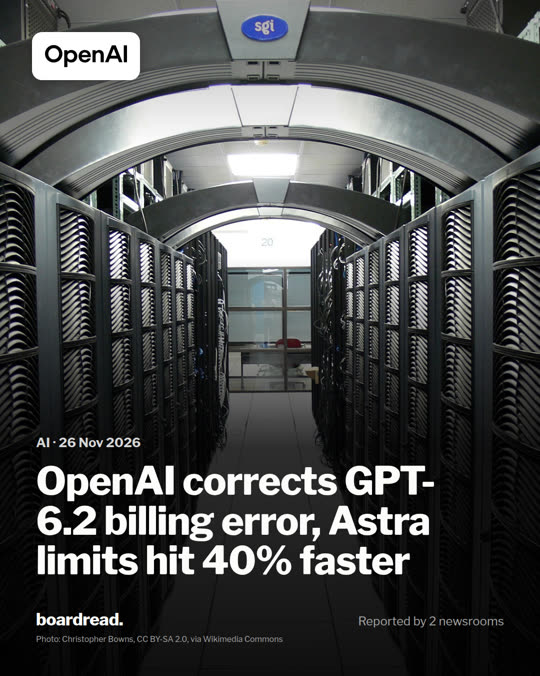 sgi
OpenAI
20
AI · 26 Nov 2026
OpenAI corrects GPT-
6.2 billing error, Astra
limits hit 40% faster
boardread.
Reported by 2 newsrooms
Photo: Christopher Bowns, CC BY-SA 2.0, via Wikimedia Commons